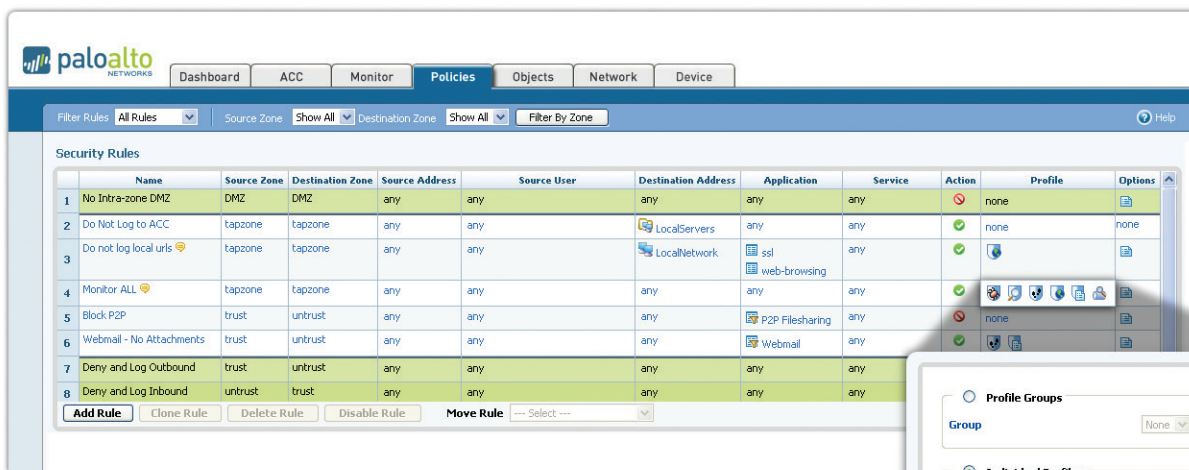 paloalto
NETWORKS
Dashboard ACC Monitor Policies Objects Network Device
Filter Rules All Rules Source Zone Show All Destination Zone Show All Filter By Zone Help
Security Rules
Name Source Zone Destination Zone Source Address Source User Destination Address Application Service Action Profile Options
1 No Intra-zone DMZ DMZ DMZ any any any any any none
2 Do Not Log to ACC tapzone tapzone any any LocalServers any any none none
3 Do not log local urls tapzone tapzone any any LocalNetwork ssl any
web-browsing
4 Monitor ALL tapzone tapzone any any any any any
5 Block P2P trust untrust any any any P2P Filesharing any none
6 Webmail - No Attachments trust untrust any any any Webmail any
7 Deny and Log Outbound trust untrust any any any any any
8 Deny and Log Inbound untrust trust any any any any any
Add Rule Clone Rule Delete Rule Disable Rule Move Rule --- Select ---
Profile Groups
Group None